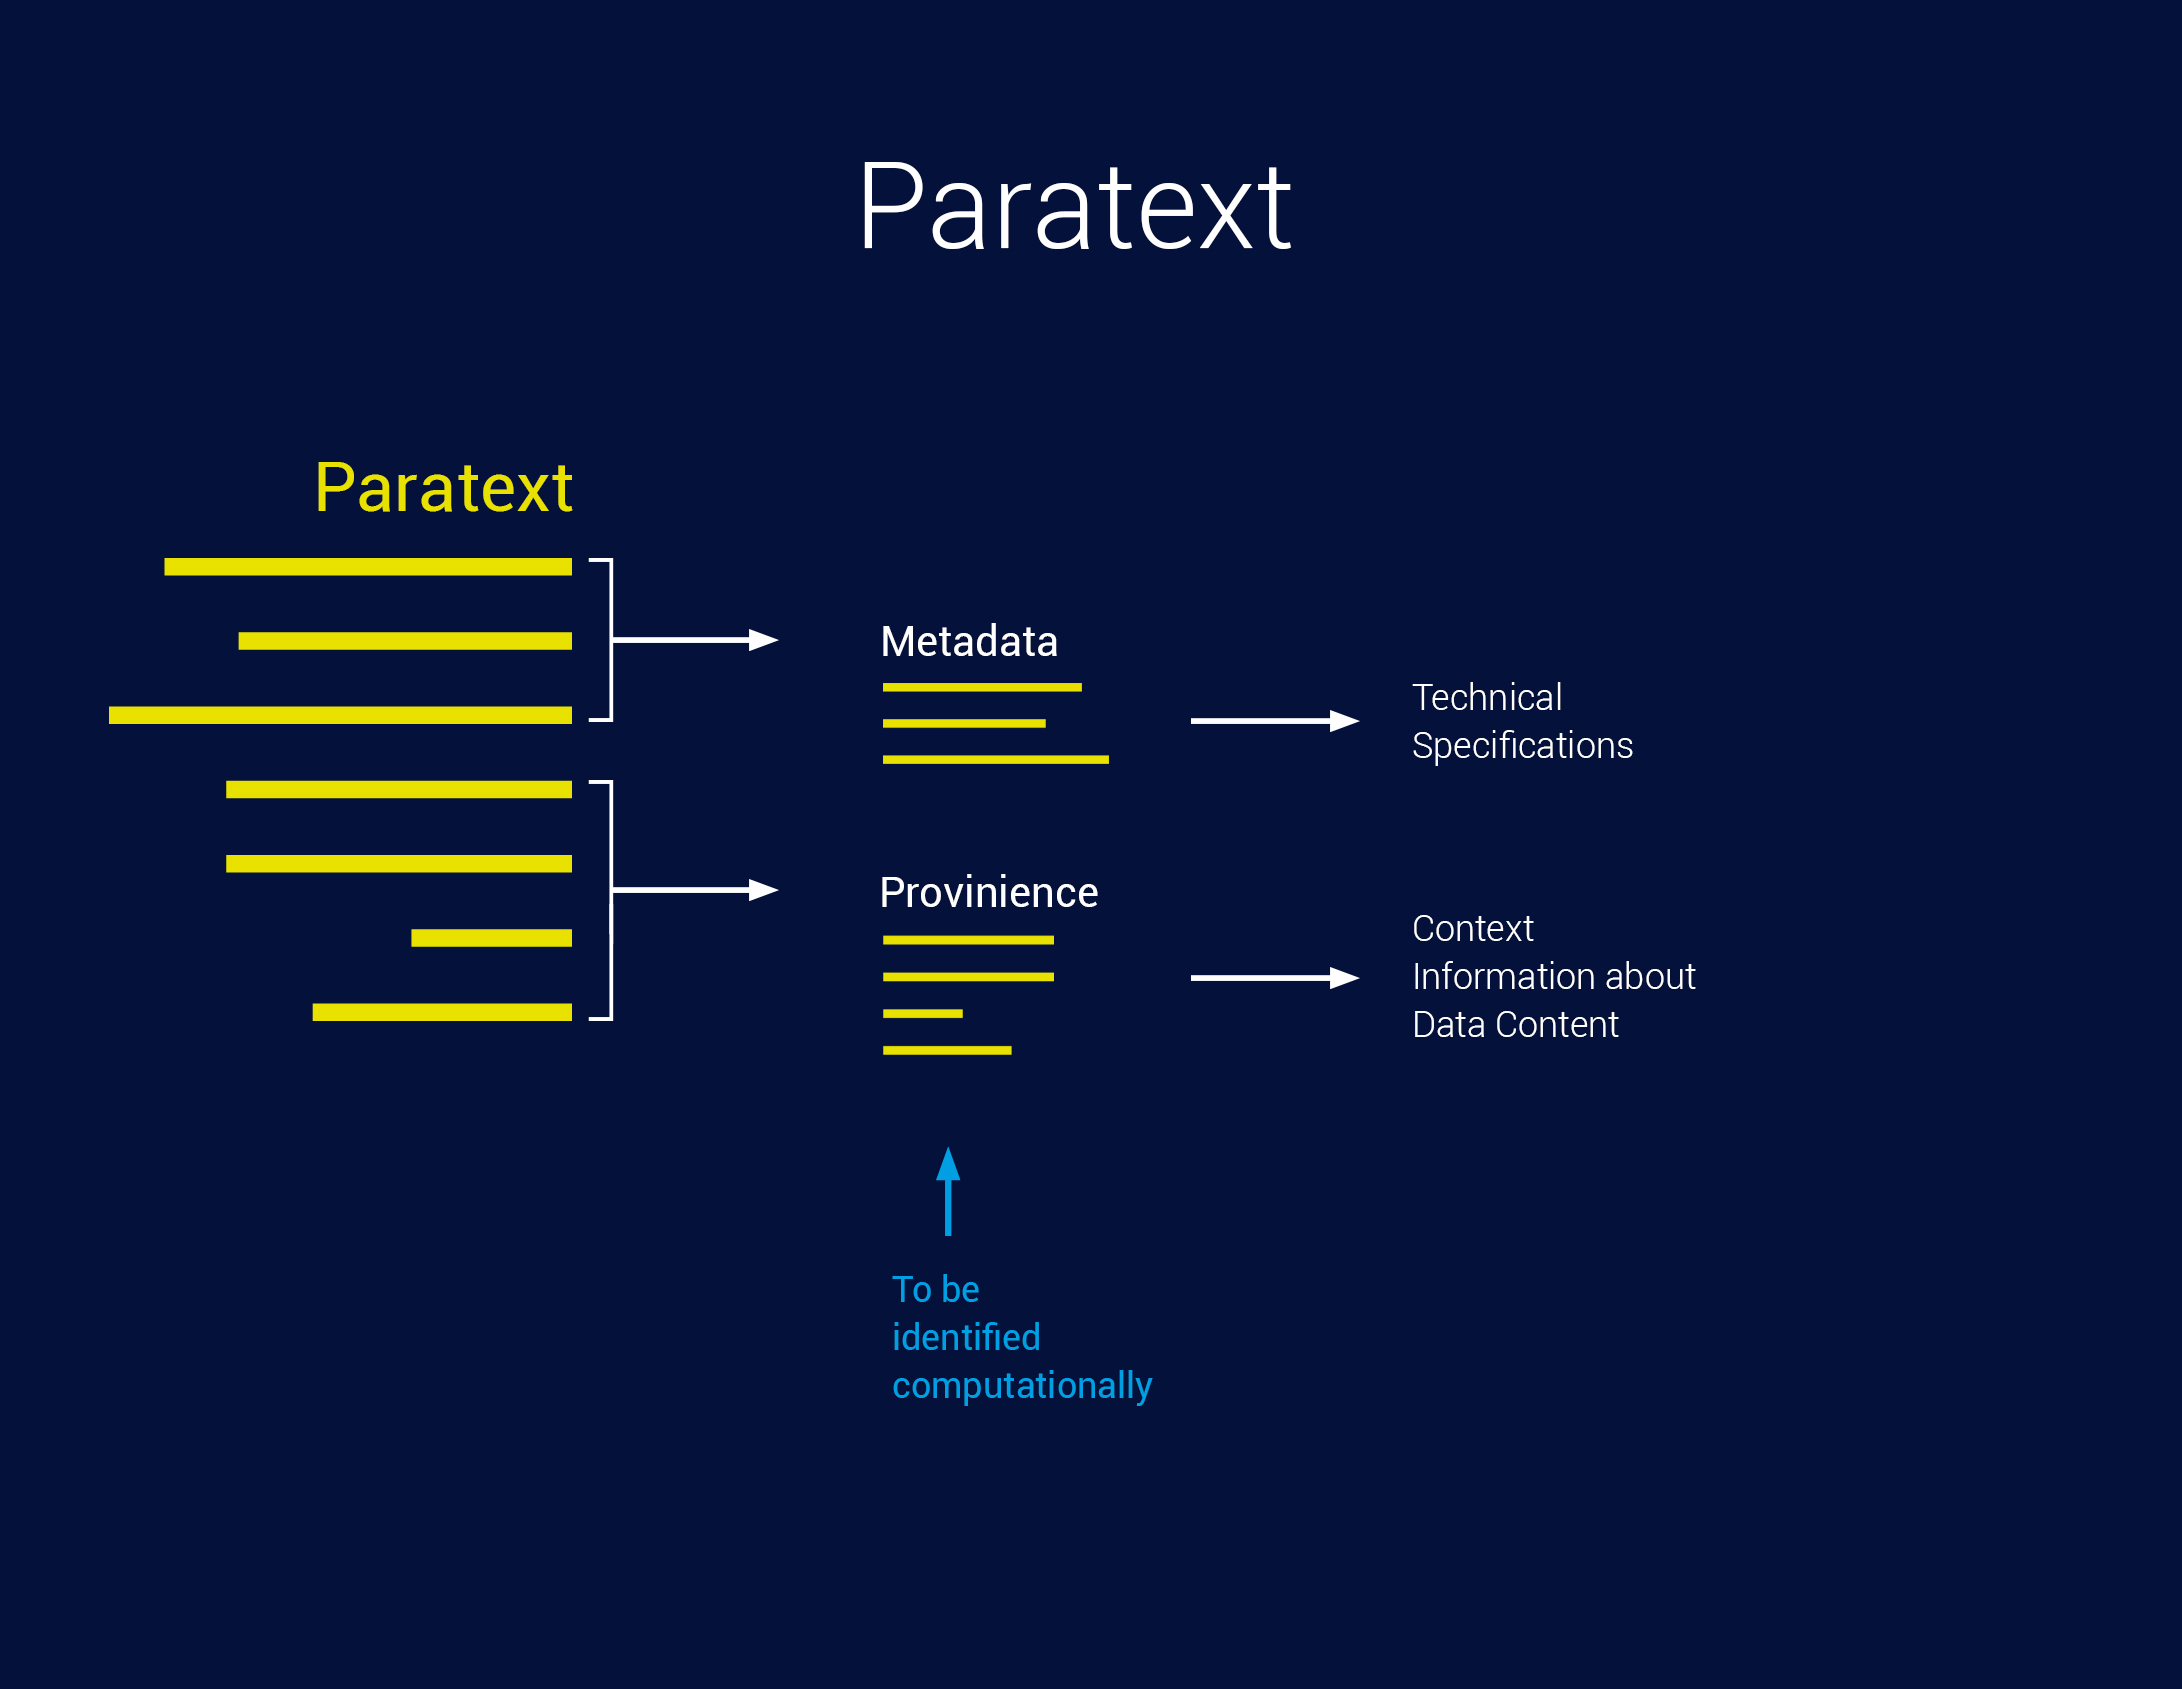 Paratext
Paratext
Metadata
Technical
Specifications
Provinience
Context
Information about
Data Content
To be
identified
computationally